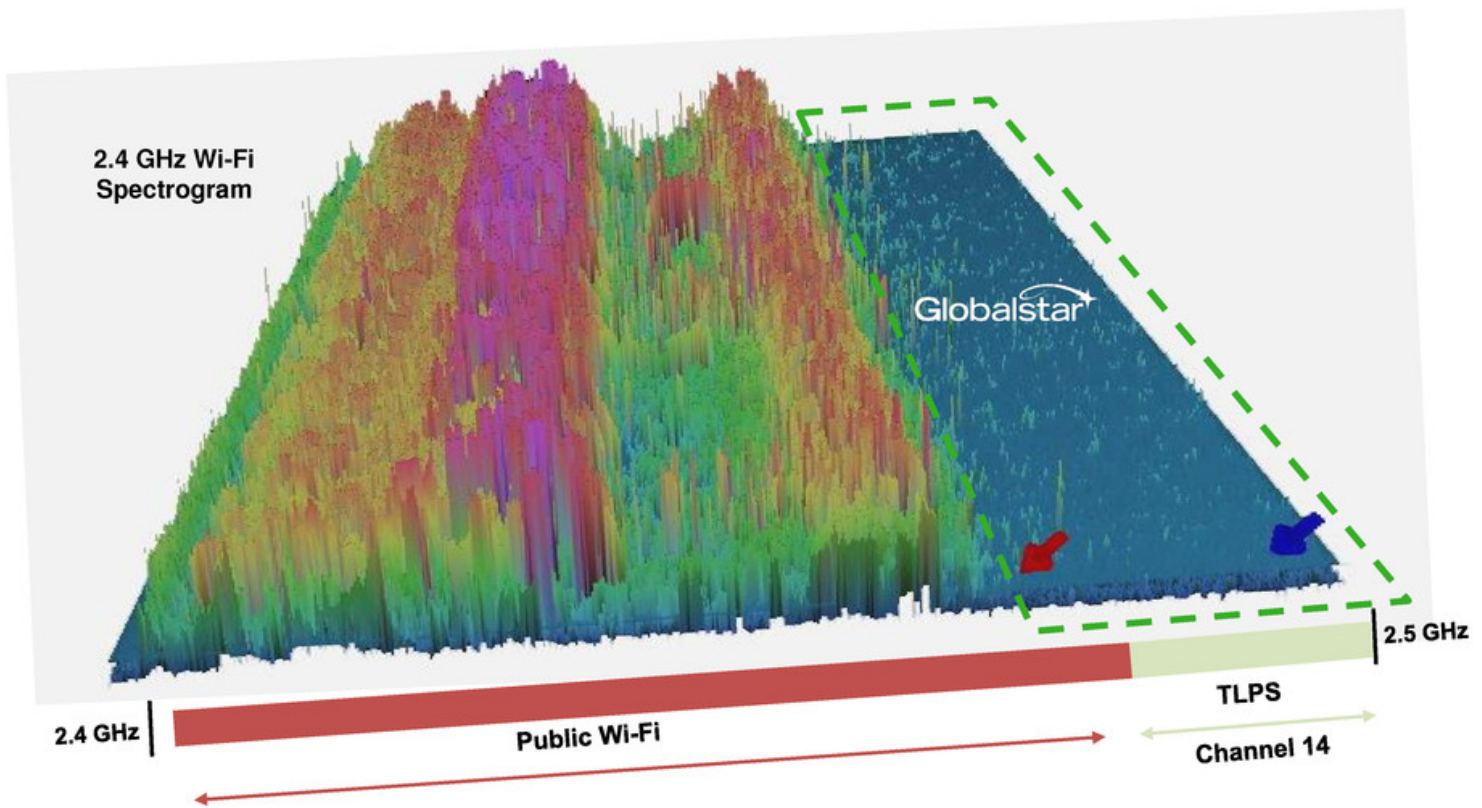 2.4 GHz Wi-Fi
Spectrogram
Globalstar
2.5 GHz
TLPS
2.4 GHz
Public Wi-Fi
Channel 14